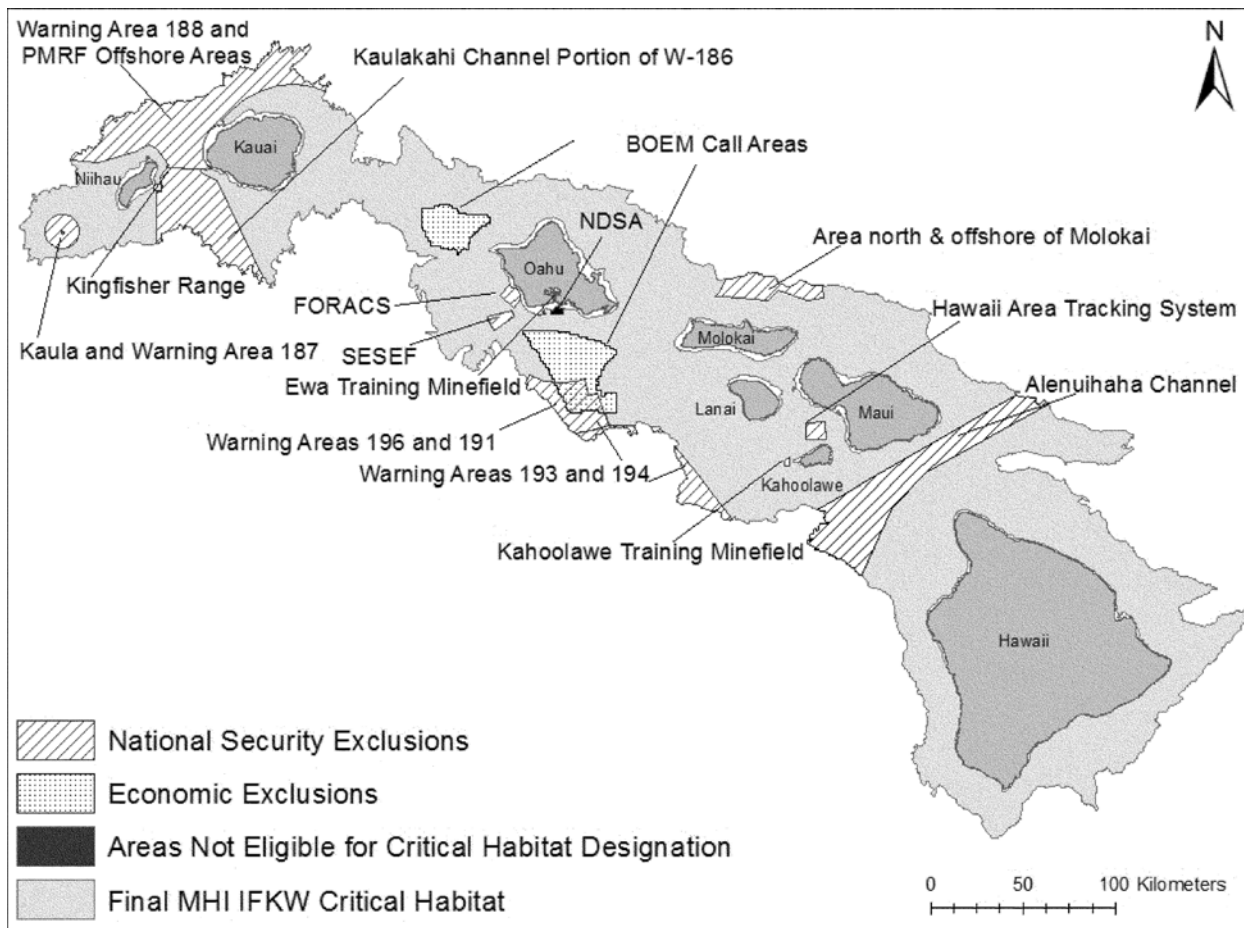 Warning Area 188 and
PMRF Offshore Areas
Kaulakahi Channel Portion of W-186
N
Kauai
BOEM Call Areas
Niihau
NDSA
Area north & offshore of Molokai
Oahu
Kingfisher Range
FORACS
Hawaii Area Tracking System
Kaula and Warning Area 187
SESEF
Molokai
Ewa Training Minefield
Alenuihaha Channel
Lanai
Maui
Warning Areas 196 and 191
Warning Areas 193 and 194
Kahoolawe
Kahoolawe Training Minefield
Hawaii
National Security Exclusions
Economic Exclusions
Areas Not Eligible for Critical Habitat Designation
Final MHI IFKW Critical Habitat
0 50 100 Kilometers